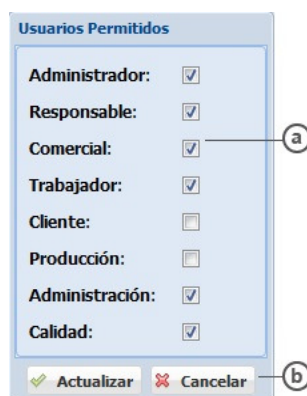 Usuarios Permitidos
Administrador:
Responsable:
Comercial:
Trabajador:
Cliente:
Producción:
Administración:
Calidad:
Actualizar Cancelar
a
b